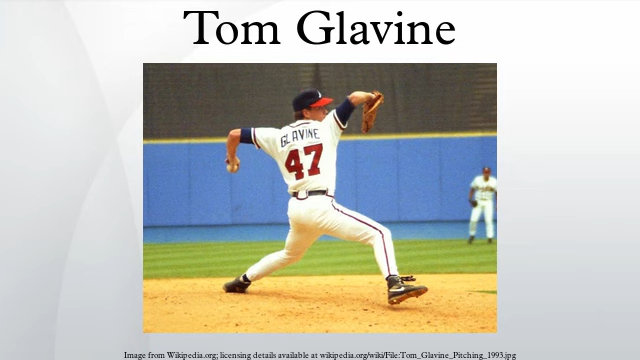 Tom Glavine
GLAVINE
47
Image from Wikipedia.org; licensing details available at wikipedia.org/wiki/File:Tom_Glavine_Pitching_1993.jpg